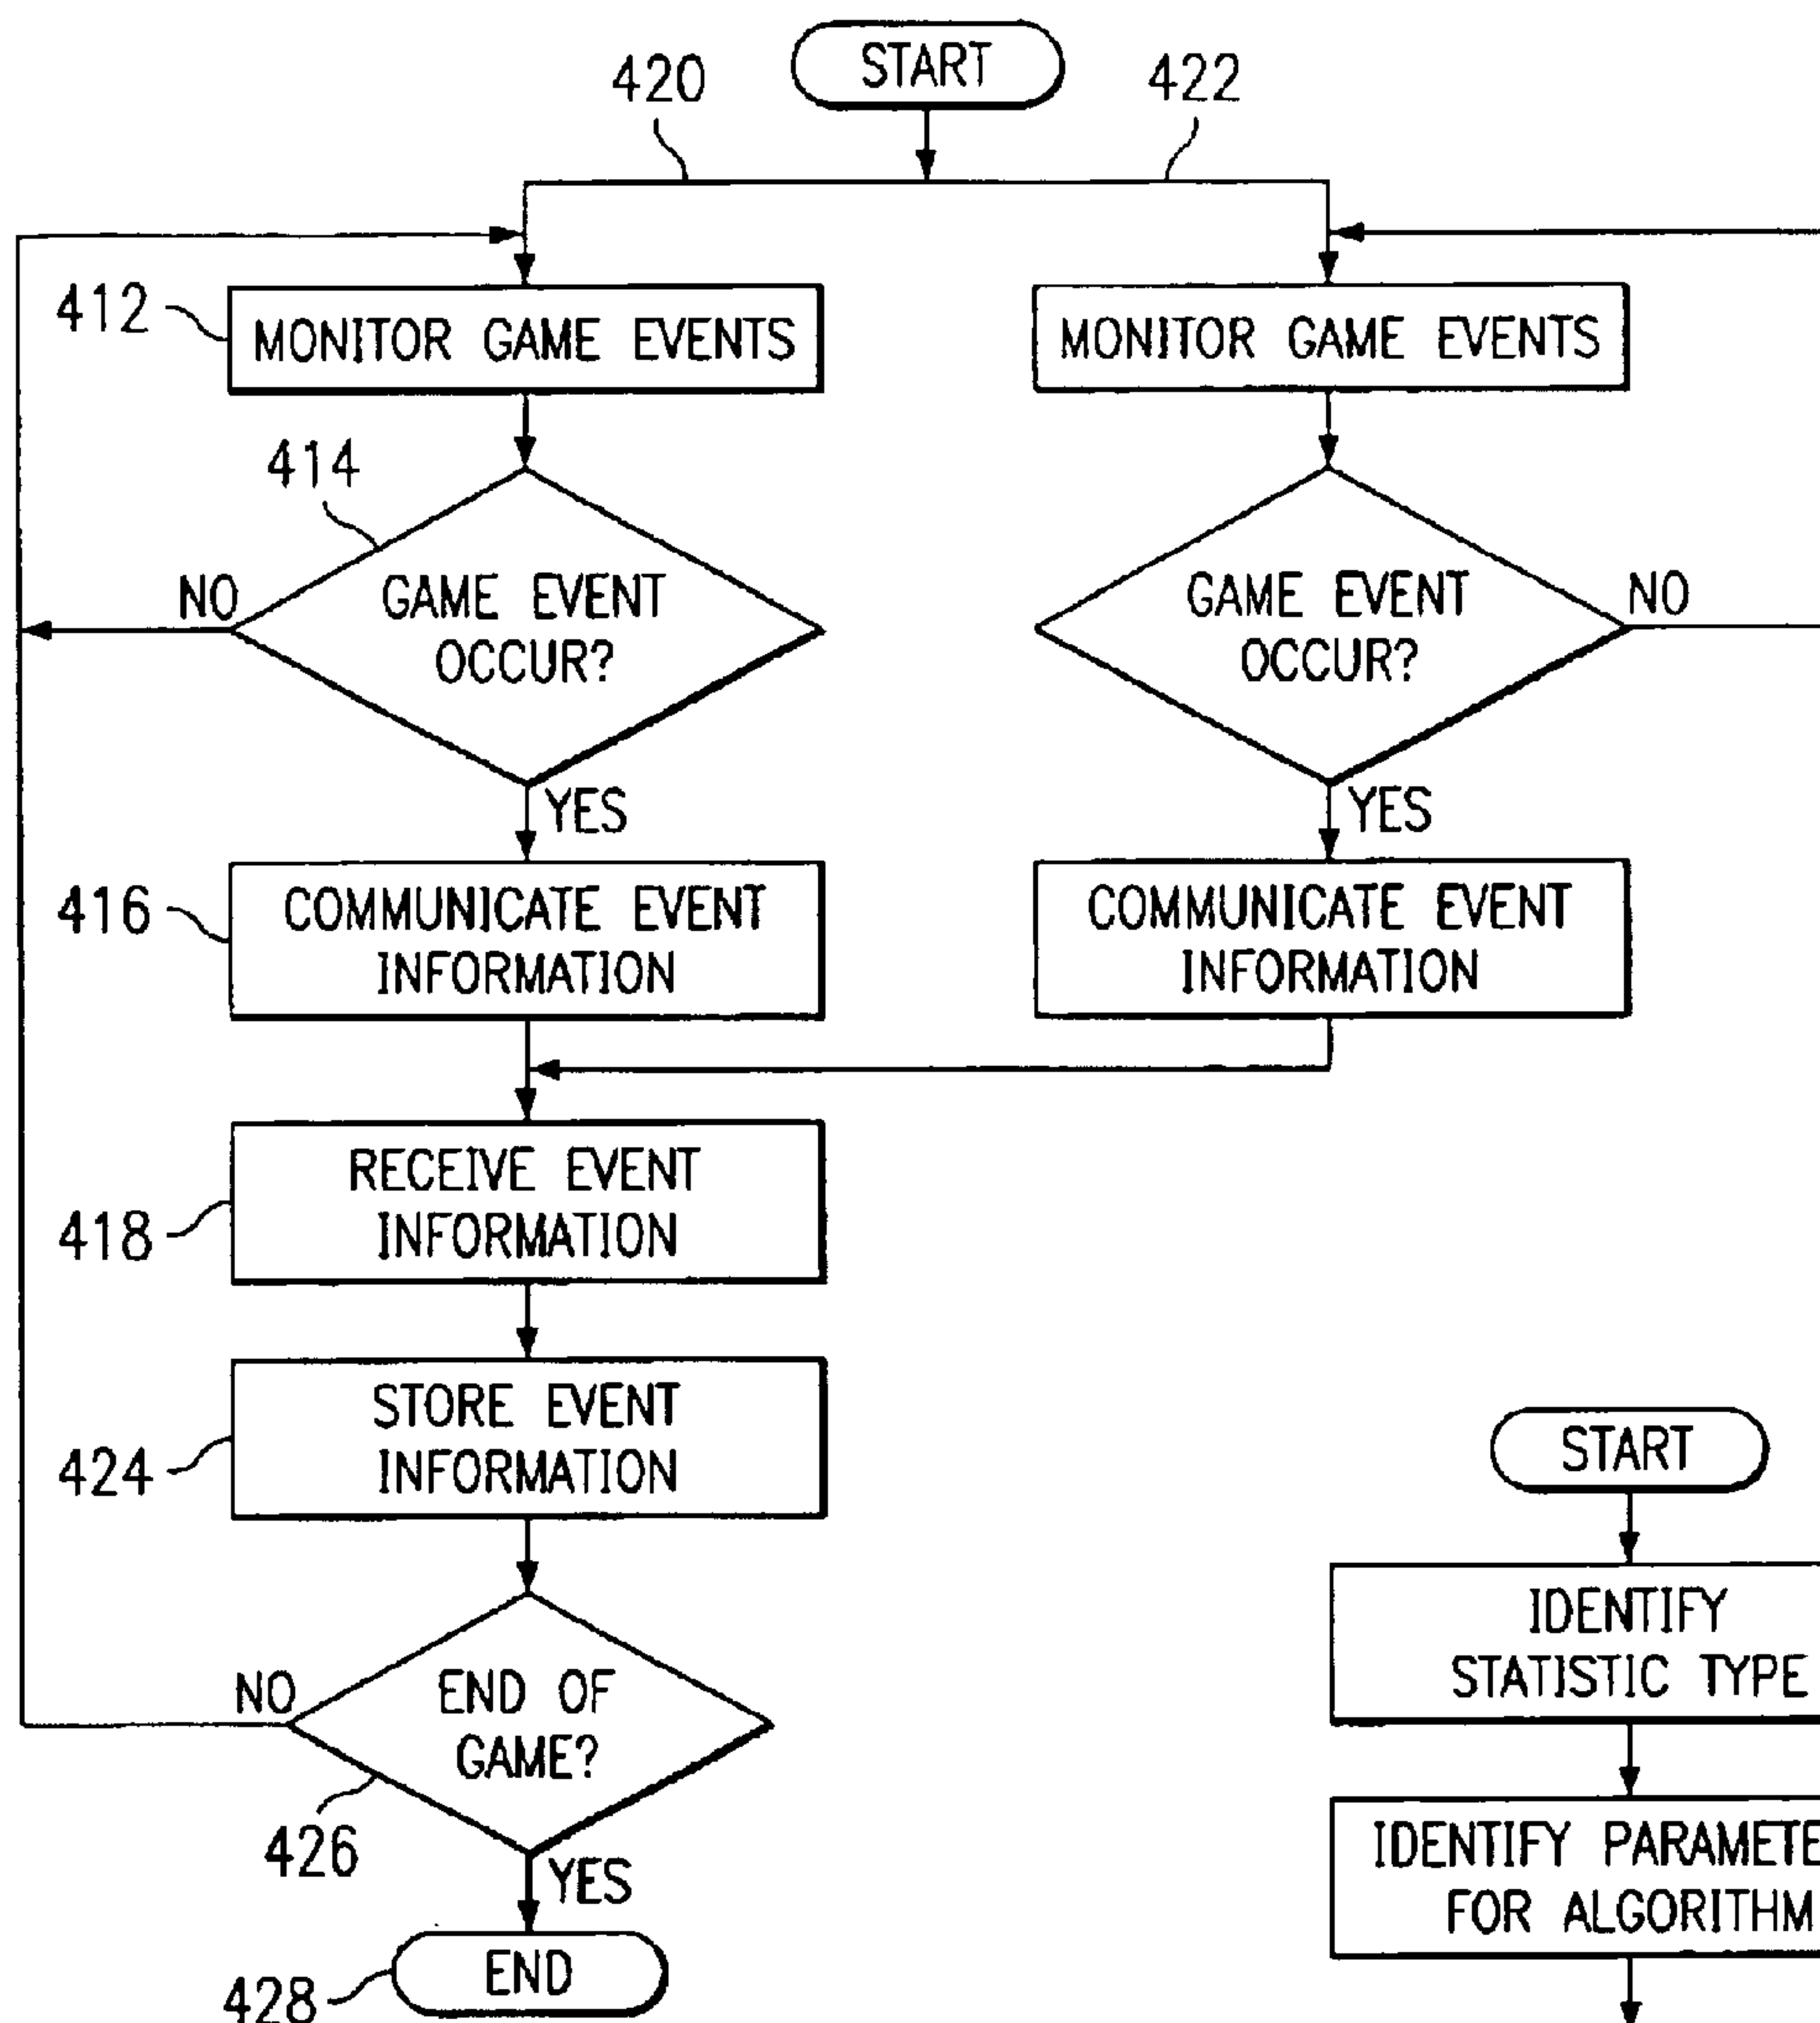 START
420
422
412
MONITOR GAME EVENTS
MONITOR GAME EVENTS
414
NO
GAME EVENT
OCCUR?
GAME EVENT
OCCUR?
NO
YES
YES
416
COMMUNICATE EVENT
INFORMATION
COMMUNICATE EVENT
INFORMATION
418
RECEIVE EVENT
INFORMATION
424
STORE EVENT
INFORMATION
NO
END OF
GAME?
426
YES
428
END
START
IDENTIFY
STATISTIC TYPE
IDENTIFY PARAMETE
FOR ALGORITHM